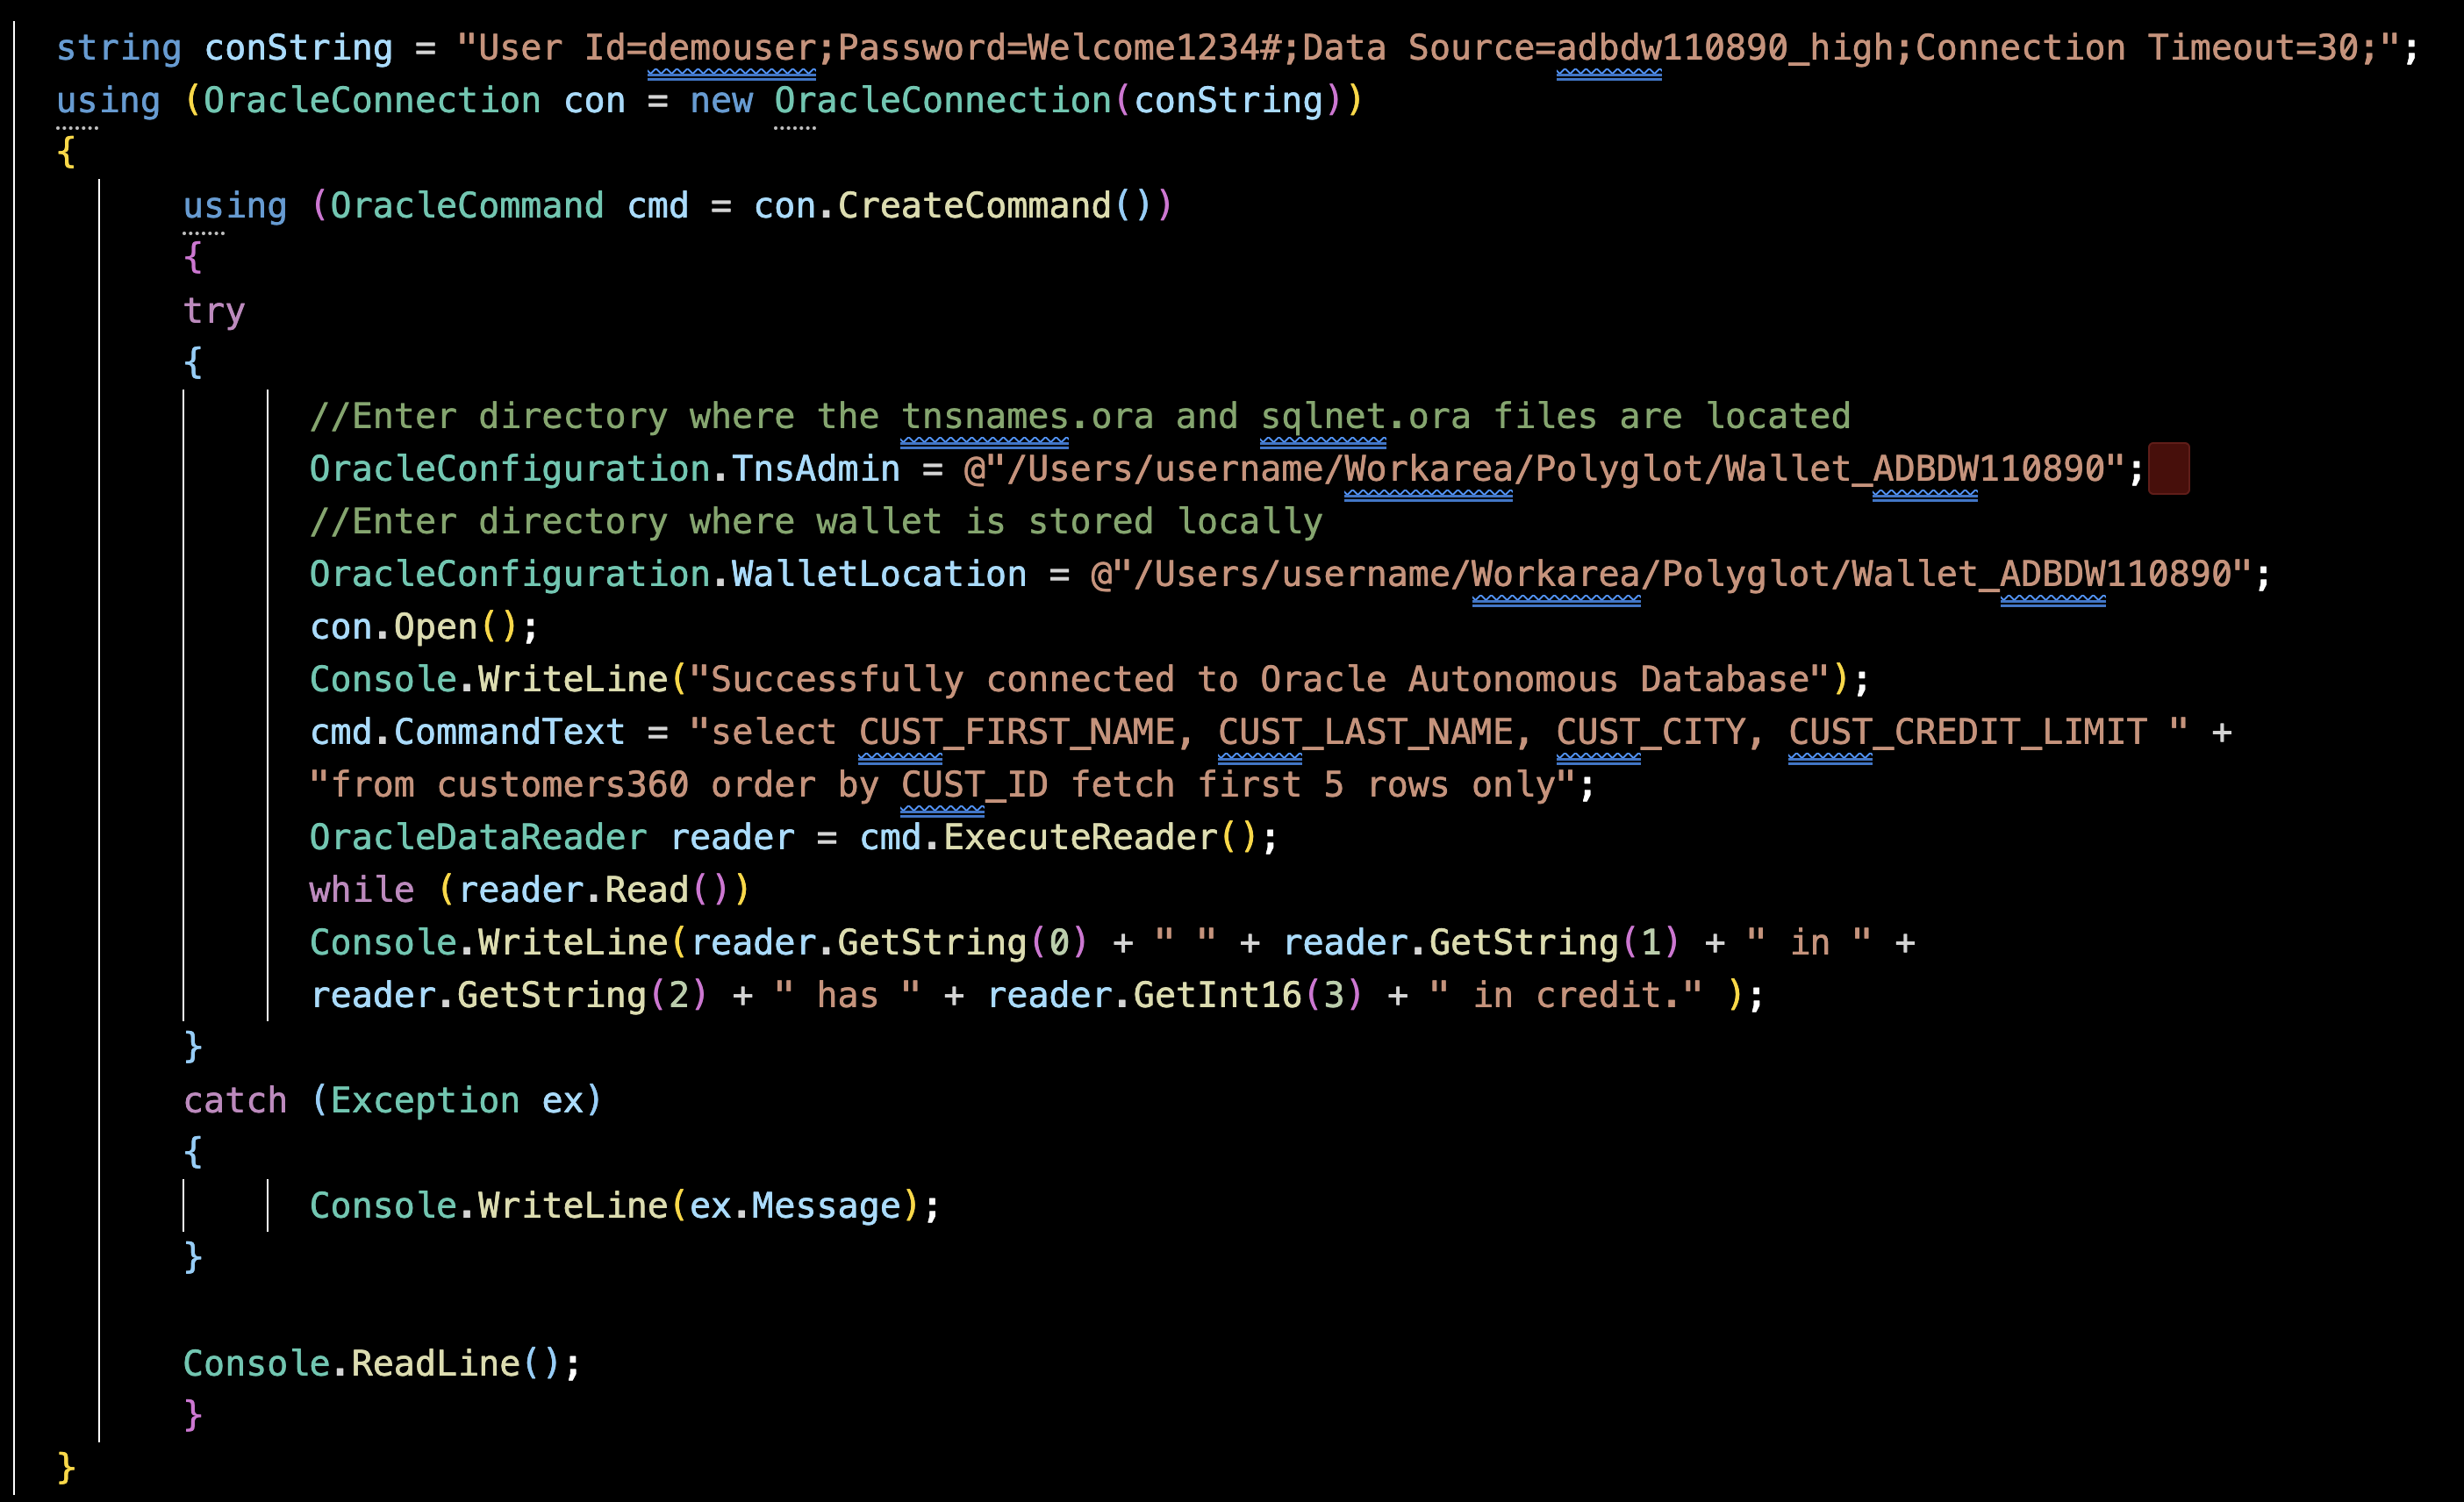 string conString = "User Id=demouser;Password=Welcome1234#;Data Source=adbdw110890_high;Connection Timeout=30;";
using (OracleConnection con = new OracleConnection(conString))
{
using (OracleCommand cmd = con.CreateCommand())
{
try
{
//Enter directory where the tnsnames.ora and sqlnet.ora files are located
OracleConfiguration.TnsAdmin = @"/Users/username/Workarea/Polyglot/Wallet_ADBDW110890";
//Enter directory where wallet is stored locally
OracleConfiguration.WalletLocation = @"/Users/username/Workarea/Polyglot/Wallet_ADBDW110890";
con.Open();
Console.WriteLine("Successfully connected to Oracle Autonomous Database");
cmd.CommandText = "select CUST_FIRST_NAME, CUST_LAST_NAME, CUST_CITY, CUST_CREDIT_LIMIT " +
"from customers360 order by CUST_ID fetch first 5 rows only";
OracleDataReader reader = cmd.ExecuteReader();
while (reader.Read())
Console.WriteLine(reader.GetString(0) + " " + reader.GetString(1) + " in " +
reader.GetString(2) + " has " + reader.GetInt16(3) + " in credit." );
}
catch (Exception ex)
{
Console.WriteLine(ex.Message);
}
Console.ReadLine();
}
}